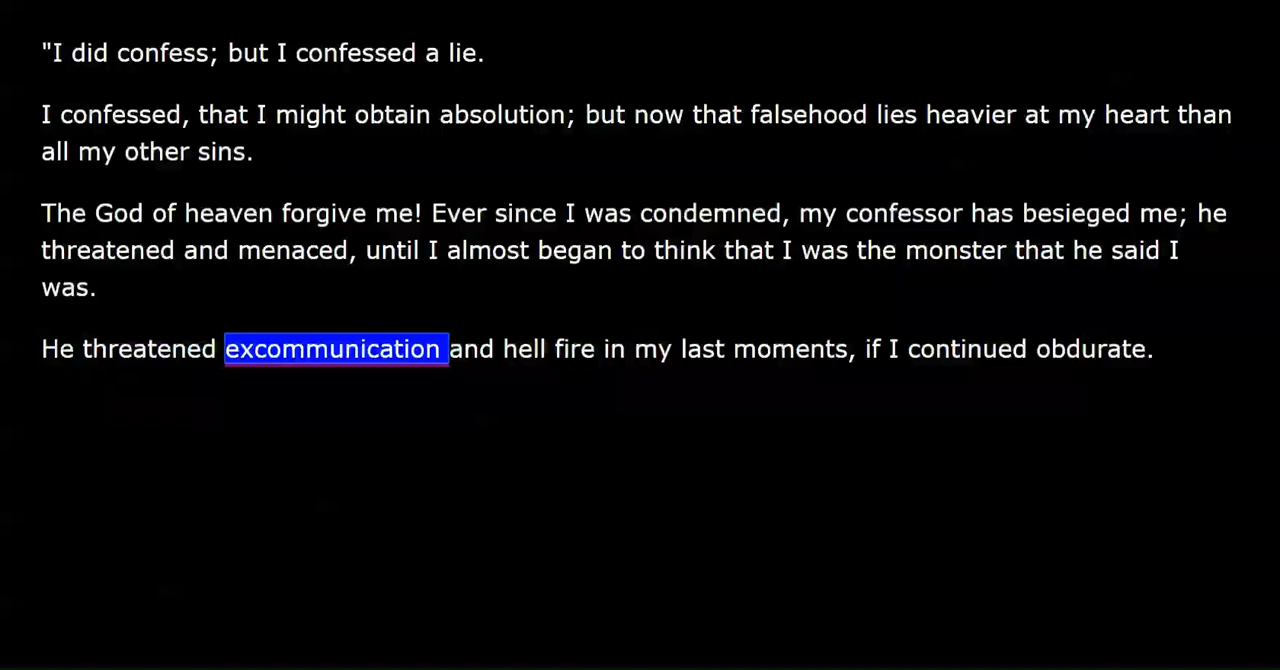 "I did confess; but I confessed a lie.
I confessed, that I might obtain absolution; but now that falsehood lies heavier at my heart than
all my other sins.
The God of heaven forgive me! Ever since I was condemned, my confessor has besieged me; he
threatened and menaced, until I almost began to think that I was the monster that he said I
was.
He threatened excommunication and hell fire in my last moments, if I continued obdurate.